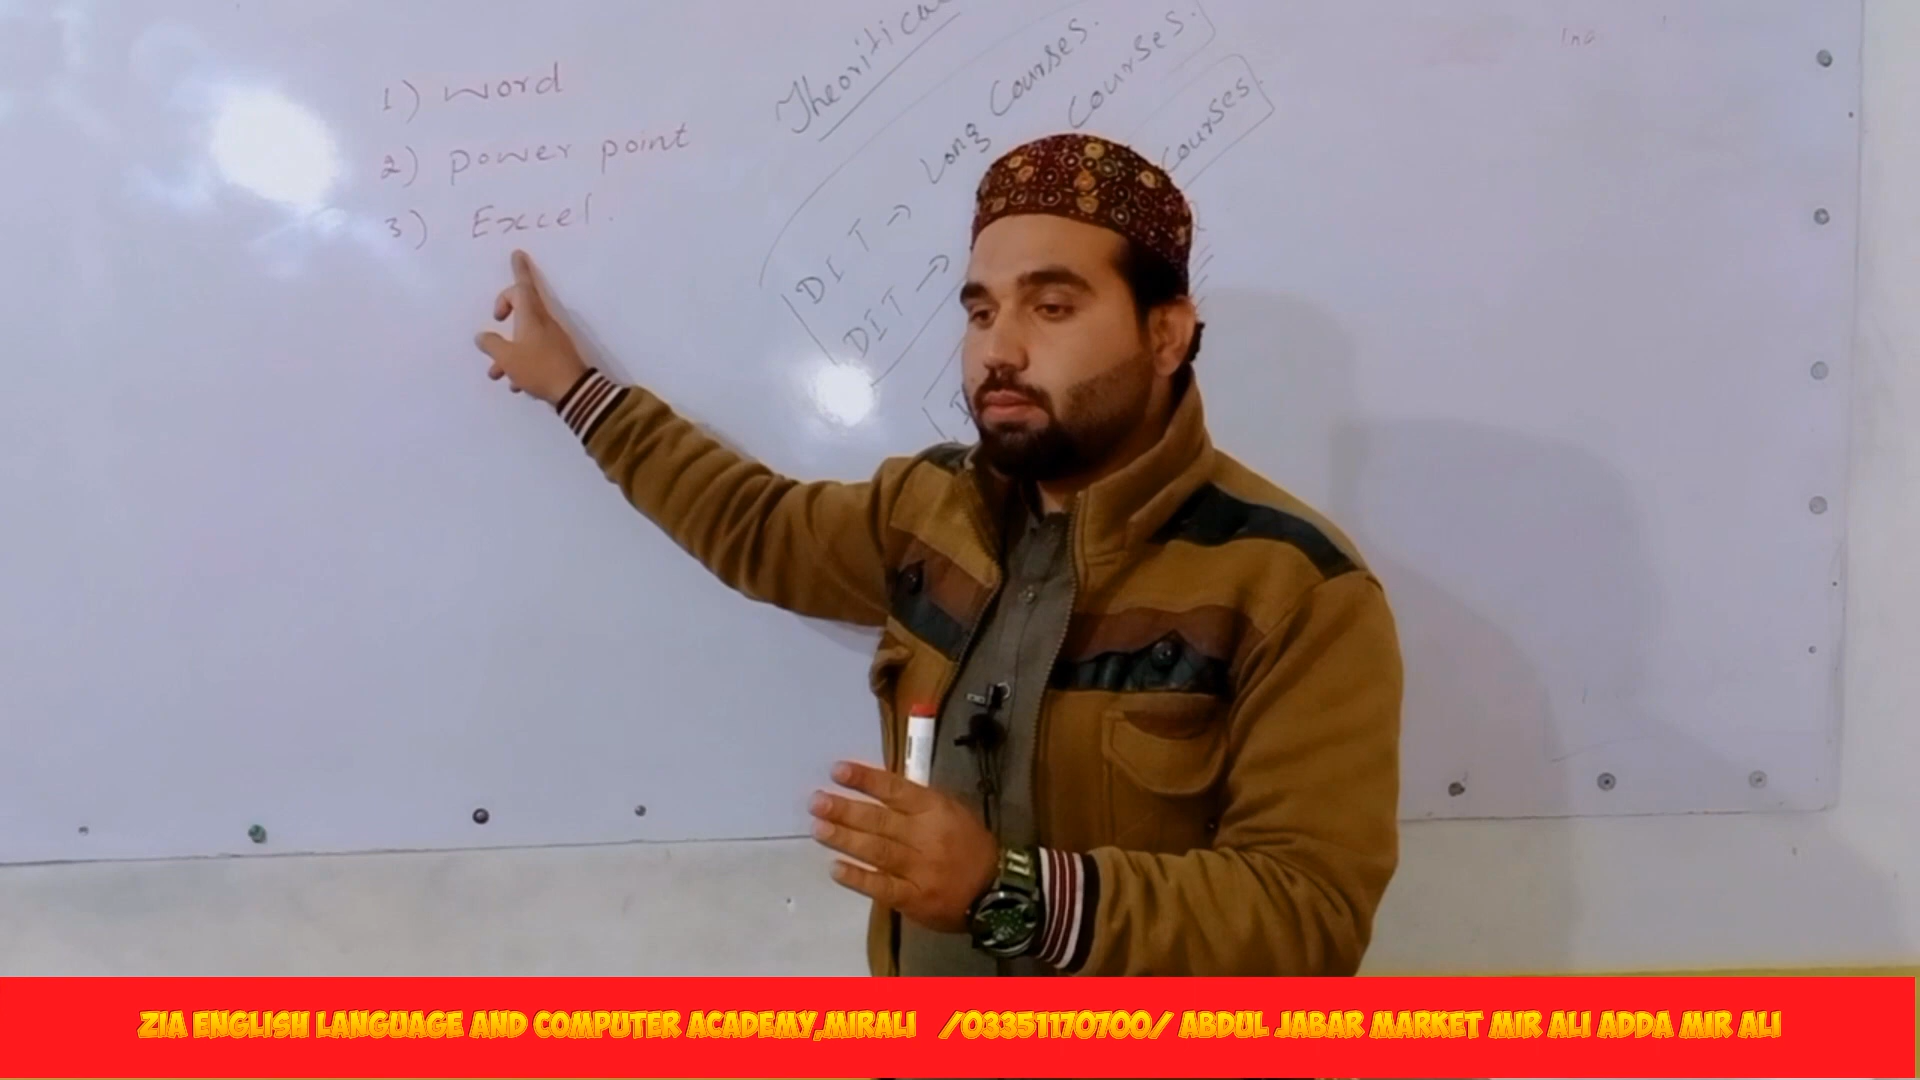 1) word
2) power point
3) Excel.
Theoritica
DIT → Long Courses.
DIT → Courses.
Courses
ZIA ENGLISH LANGUAGE AND COMPUTER ACADEMY,MIRALI /03351170700/ ABDUL JABAR MARKET MIR ALI ADDA MIR ALI